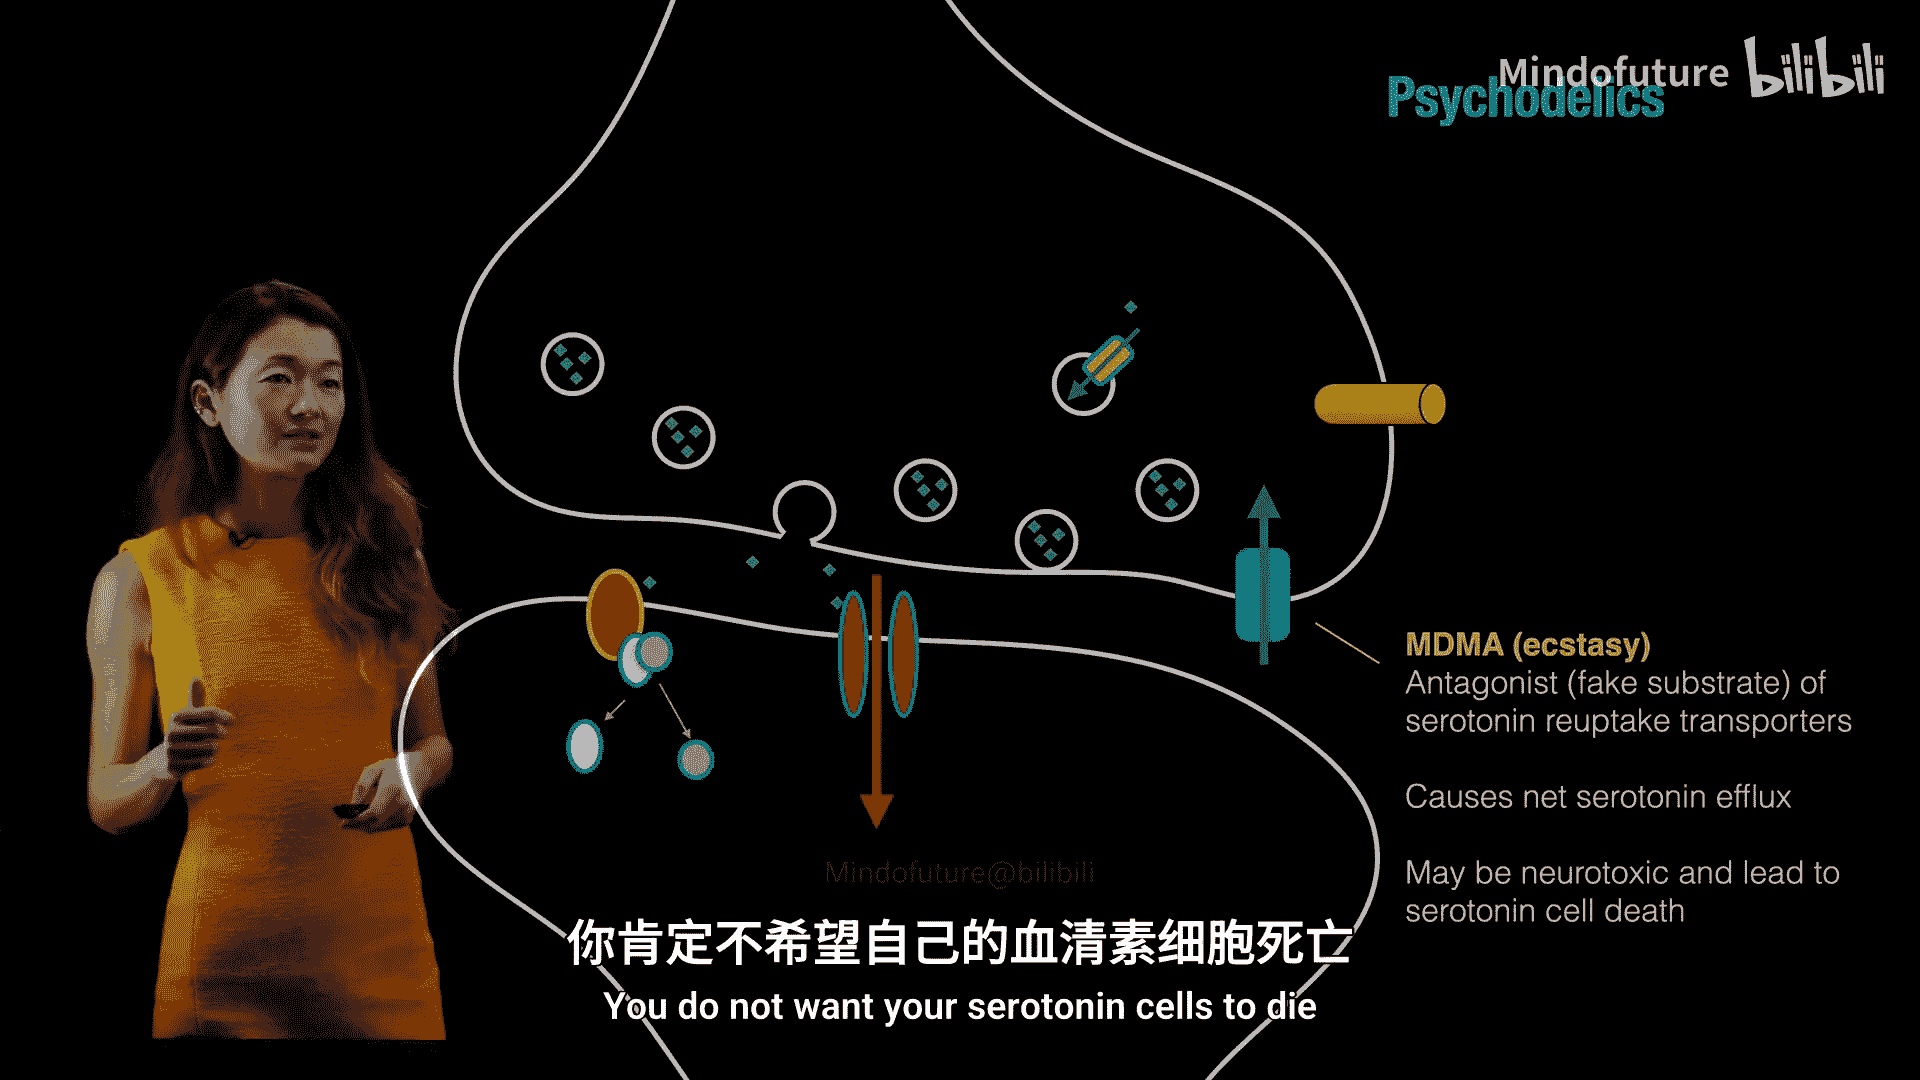 Mindofuture bilibili
Psychodelics
MDMA (ecstasy)
Antagonist (fake substrate) of
serotonin reuptake transporters
Causes net serotonin efflux
May be neurotoxic and lead to
serotonin cell death
Mindofuture@bilibili
你肯定不希望自己的血清素细胞死亡
You do not want your serotonin cells to die